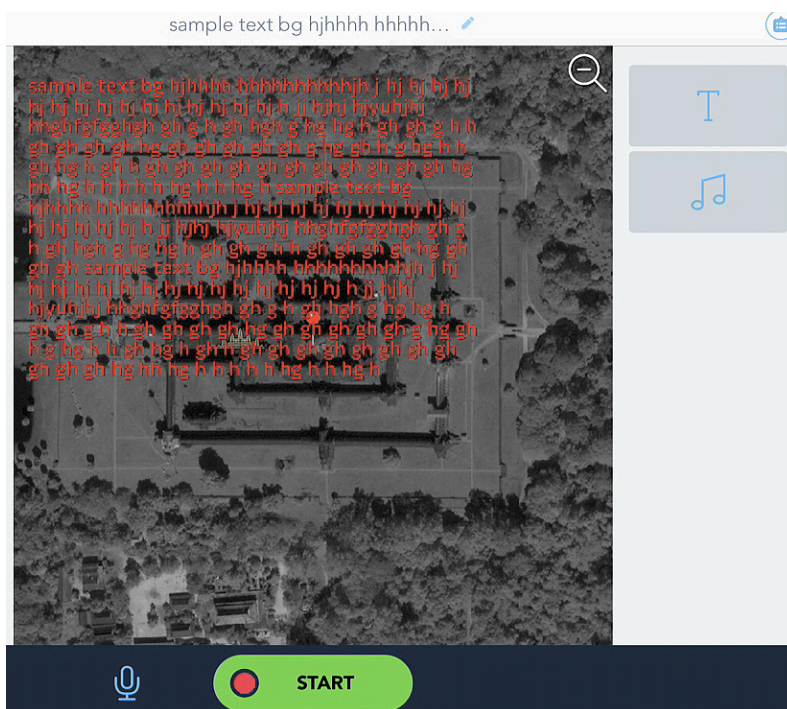 sample text bg hjhhhh hhhhh...
sample text bg hjhhhh hhhhhhhhhhhjh j hj hj hj hj
hj hj hj hj hj hj hj hj hj hj hj h jj hjhj hjyuhjhj
hhghfgfgghgh gh g h gh hgh g hg hg h gh gh g h h
gh gh gh gh hg gh gh gh gh gh g hg gh h g hg h h
gh hg h gh h gh gh gh gh gh gh gh gh gh gh gh hg
hh hg h h h h h hg h h hg h sample text bg
hjhhhh hhhhhhhhhhhjh j hj hj hj hj hj hj hj hj hj hj
hj hj hj hj hj h jj hjhj hjyuhjhj hhghfgfgghgh gh g
h gh hgh g hg hg h gh gh g h h gh gh gh gh hg gh
gh gh sample text bg hjhhhh hhhhhhhhhhhjh j hj
hj hj hj hj hj hj hj hj hj hj hj hj hj h jj hjhj
hjyuhjhj hhghfgfgghgh gh g h gh hgh g hg hg h
gh gh g h h gh gh gh gh hg gh gh gh gh gh g hg gh
h g hg h h gh hg h gh h gh gh gh gh gh gh gh gh
gh gh gh hg hh hg h h h h h hg h h hg h
START